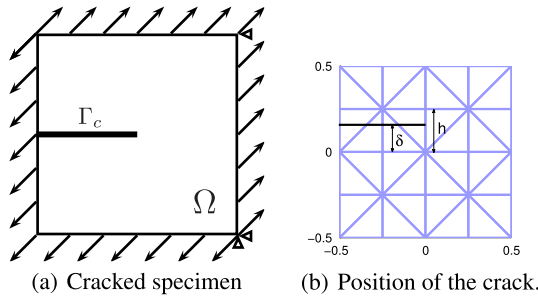 Γc
Ω
(a) Cracked specimen
0.5
0
−0.5
−0.5
0
0.5
h
δ
(b) Position of the crack.